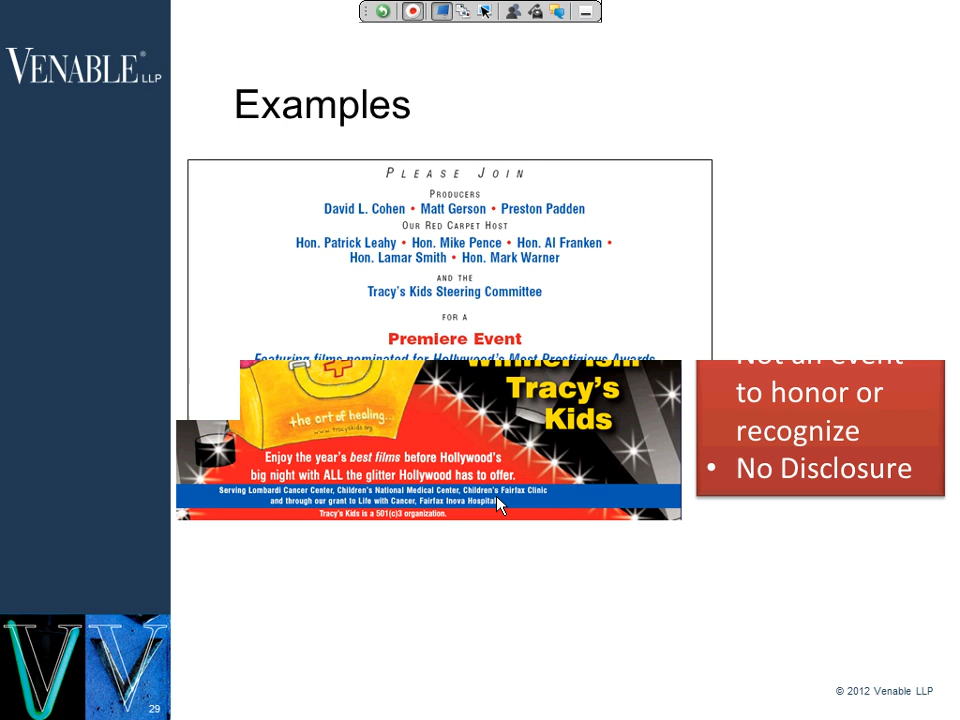 VENABLE® LLP
Examples
PLEASE JOIN
PRODUCERS
David L. Cohen • Matt Gerson • Preston Padden
OUR RED CARPET HOST
Hon. Patrick Leahy • Hon. Mike Pence • Hon. Al Franken •
Hon. Lamar Smith • Hon. Mark Warner
AND THE
Tracy's Kids Steering Committee
FOR A
Premiere Event
Featuring films nominated for Hollywood's Most Prestigious Awards
Tracy's
Kids
the art of healing...
www.tracyskids.org
Enjoy the year's best films before Hollywood's
big night with ALL the glitter Hollywood has to offer.
Serving Lombardi Cancer Center, Children's National Medical Center, Children's Fairfax Clinic
and through our grant to Life with Cancer, Fairfax Inova Hospital
Tracy's Kids is a 501(c)3 organization.
Not an event
to honor or
recognize
• No Disclosure
29
© 2012 Venable LLP